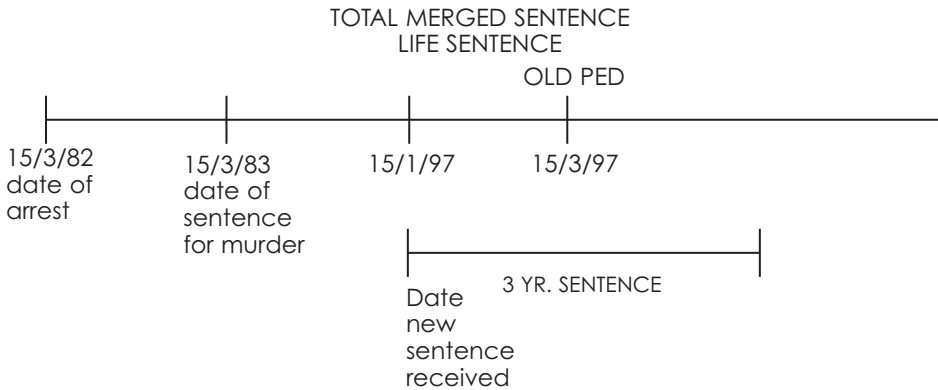 TOTAL MERGED SENTENCE
LIFE SENTENCE
OLD PED
15/3/82
date of
arrest
15/3/83
date of
sentence
for murder
15/1/97
15/3/97
3 YR. SENTENCE
Date
new
sentence
received